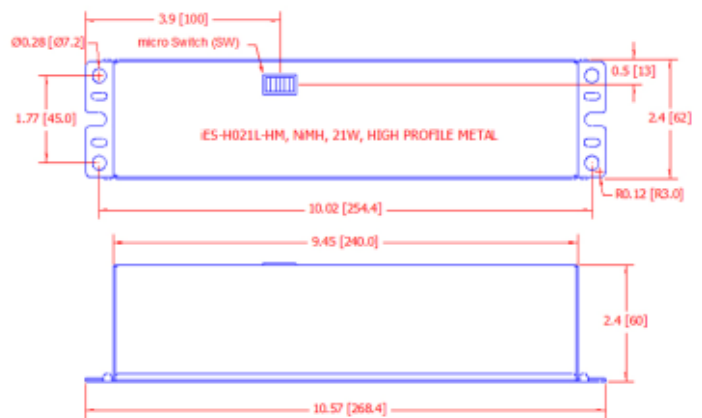 3.9 [100]
Ø0.28 [Ø7.2]
micro Switch (SW)
0.5 [13]
1.77 [45.0]
2.4 [62]
iES-H021L-HM, NiMH, 21W, HIGH PROFILE METAL
R0.12 [R3.0]
10.02 [254.4]
9.45 [240.0]
2.4 [60]
10.57 [268.4]